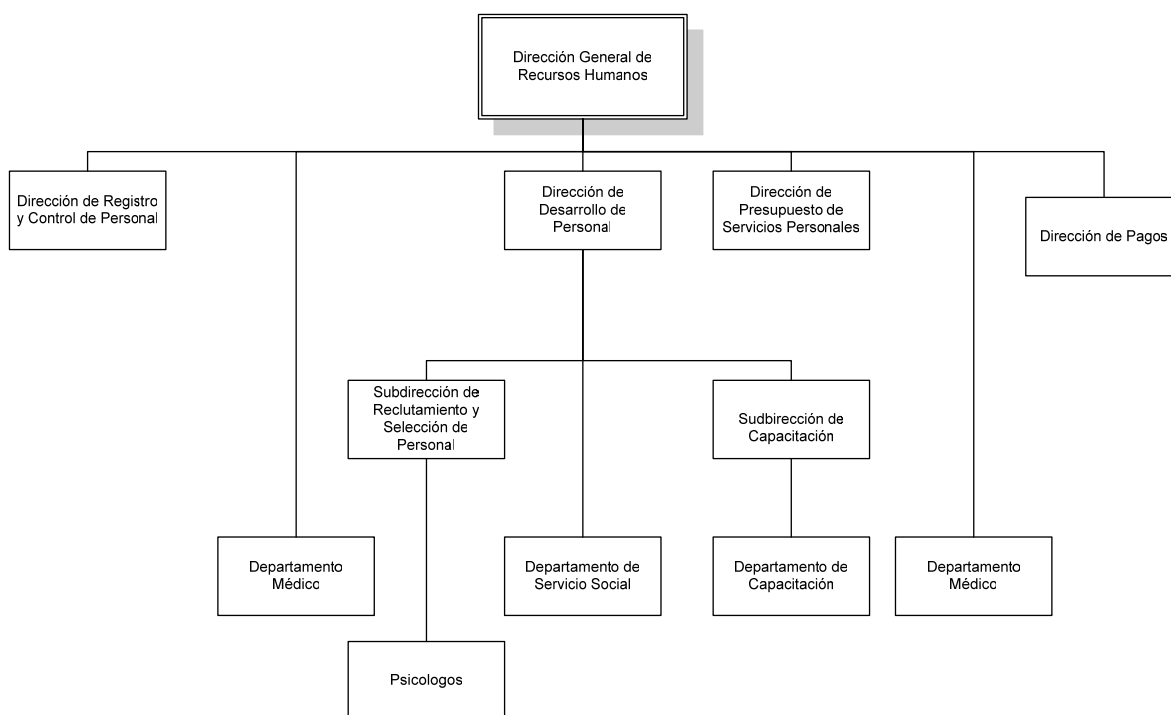 Dirección General de
Recursos Humanos
Dirección de Registro
y Control de Personal
Dirección de
Desarrollo de
Personal
Dirección de
Presupuesto de
Servicios Personales
Dirección de Pagos
Subdirección de
Reclutamiento y
Selección de
Personal
Sudbirección de
Capacitación
Departamento
Médico
Departamento de
Servicio Social
Departamento de
Capacitación
Departamento
Médico
Psicologos